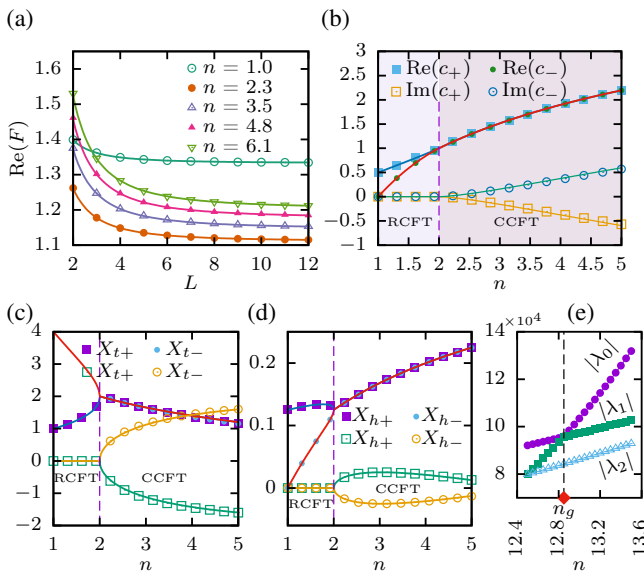 (a)
1.6
1.5
1.4
1.3
1.2
1.1
Re(F)
n = 1.0
n = 2.3
n = 3.5
n = 4.8
n = 6.1
2 4 6 8 10 12
L
(b)
3
2.5
2
1.5
1
0.5
0
−0.5
−1
Re(c+) Re(c−)
Im(c+) Im(c−)
RCFT CCFT
1 1.5 2 2.5 3 3.5 4 4.5 5
n
(c)
4
3
2
1
0
−1
−2
Xt+ Xt−
Xt+ Xt−
RCFT CCFT
1 2 3 4 5
n
(d)
0.2
0.1
0
Xh+ Xh−
Xh+ Xh−
RCFT CCFT
1 2 3 4 5
n
(e)
×10⁴
14
12
10
8
|λ0|
|λ1|
|λ2|
12.4 12.8 13.2 13.6
ng
n